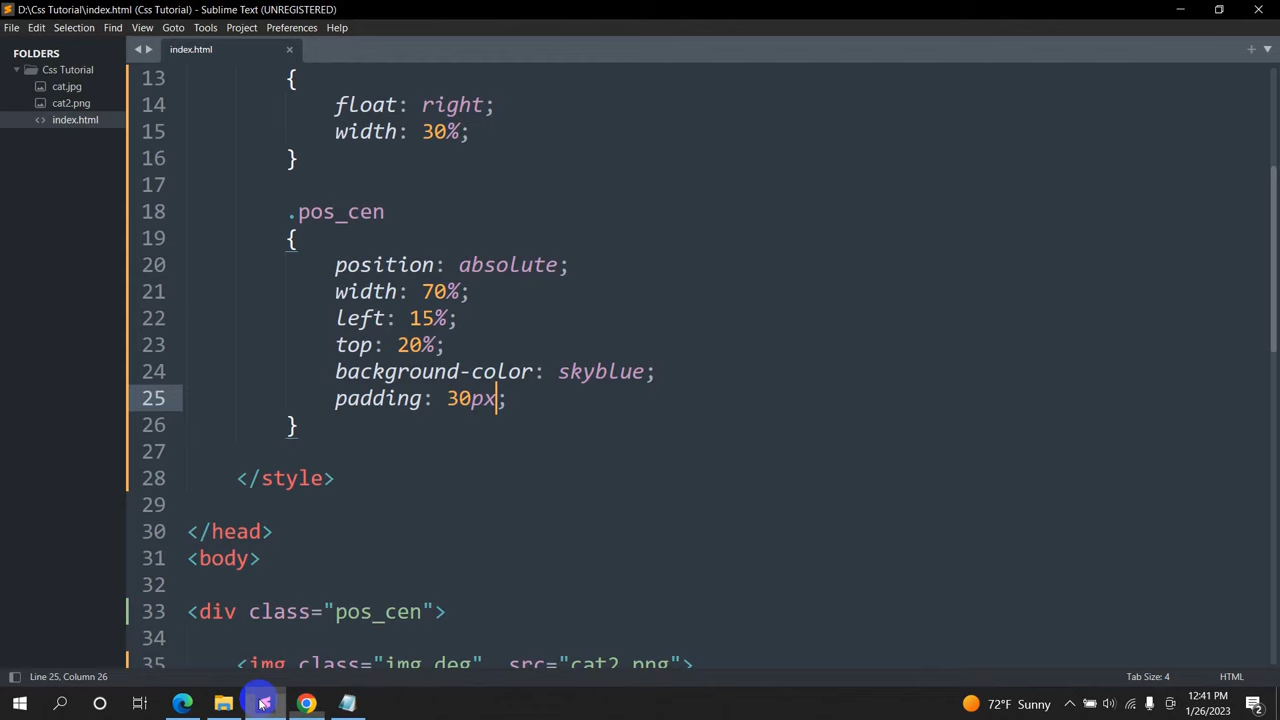 D:\Css Tutorial\index.html (Css Tutorial) - Sublime Text (UNREGISTERED)
File Edit Selection Find View Goto Tools Project Preferences Help
FOLDERS
Css Tutorial
cat.jpg
cat2.png
index.html
index.html
13 {
14 float: right;
15 width: 30%;
16 }
17
18 .pos_cen
19 {
20 position: absolute;
21 width: 70%;
22 left: 15%;
23 top: 20%;
24 background-color: skyblue;
25 padding: 30px;
26 }
27
28 </style>
29
30 </head>
31 <body>
32
33 <div class="pos_cen">
34
35 <img class="img_deg" src="cat2.png">
Line 25, Column 26
Tab Size: 4
HTML
72°F Sunny
12:41 PM
1/26/2023
2